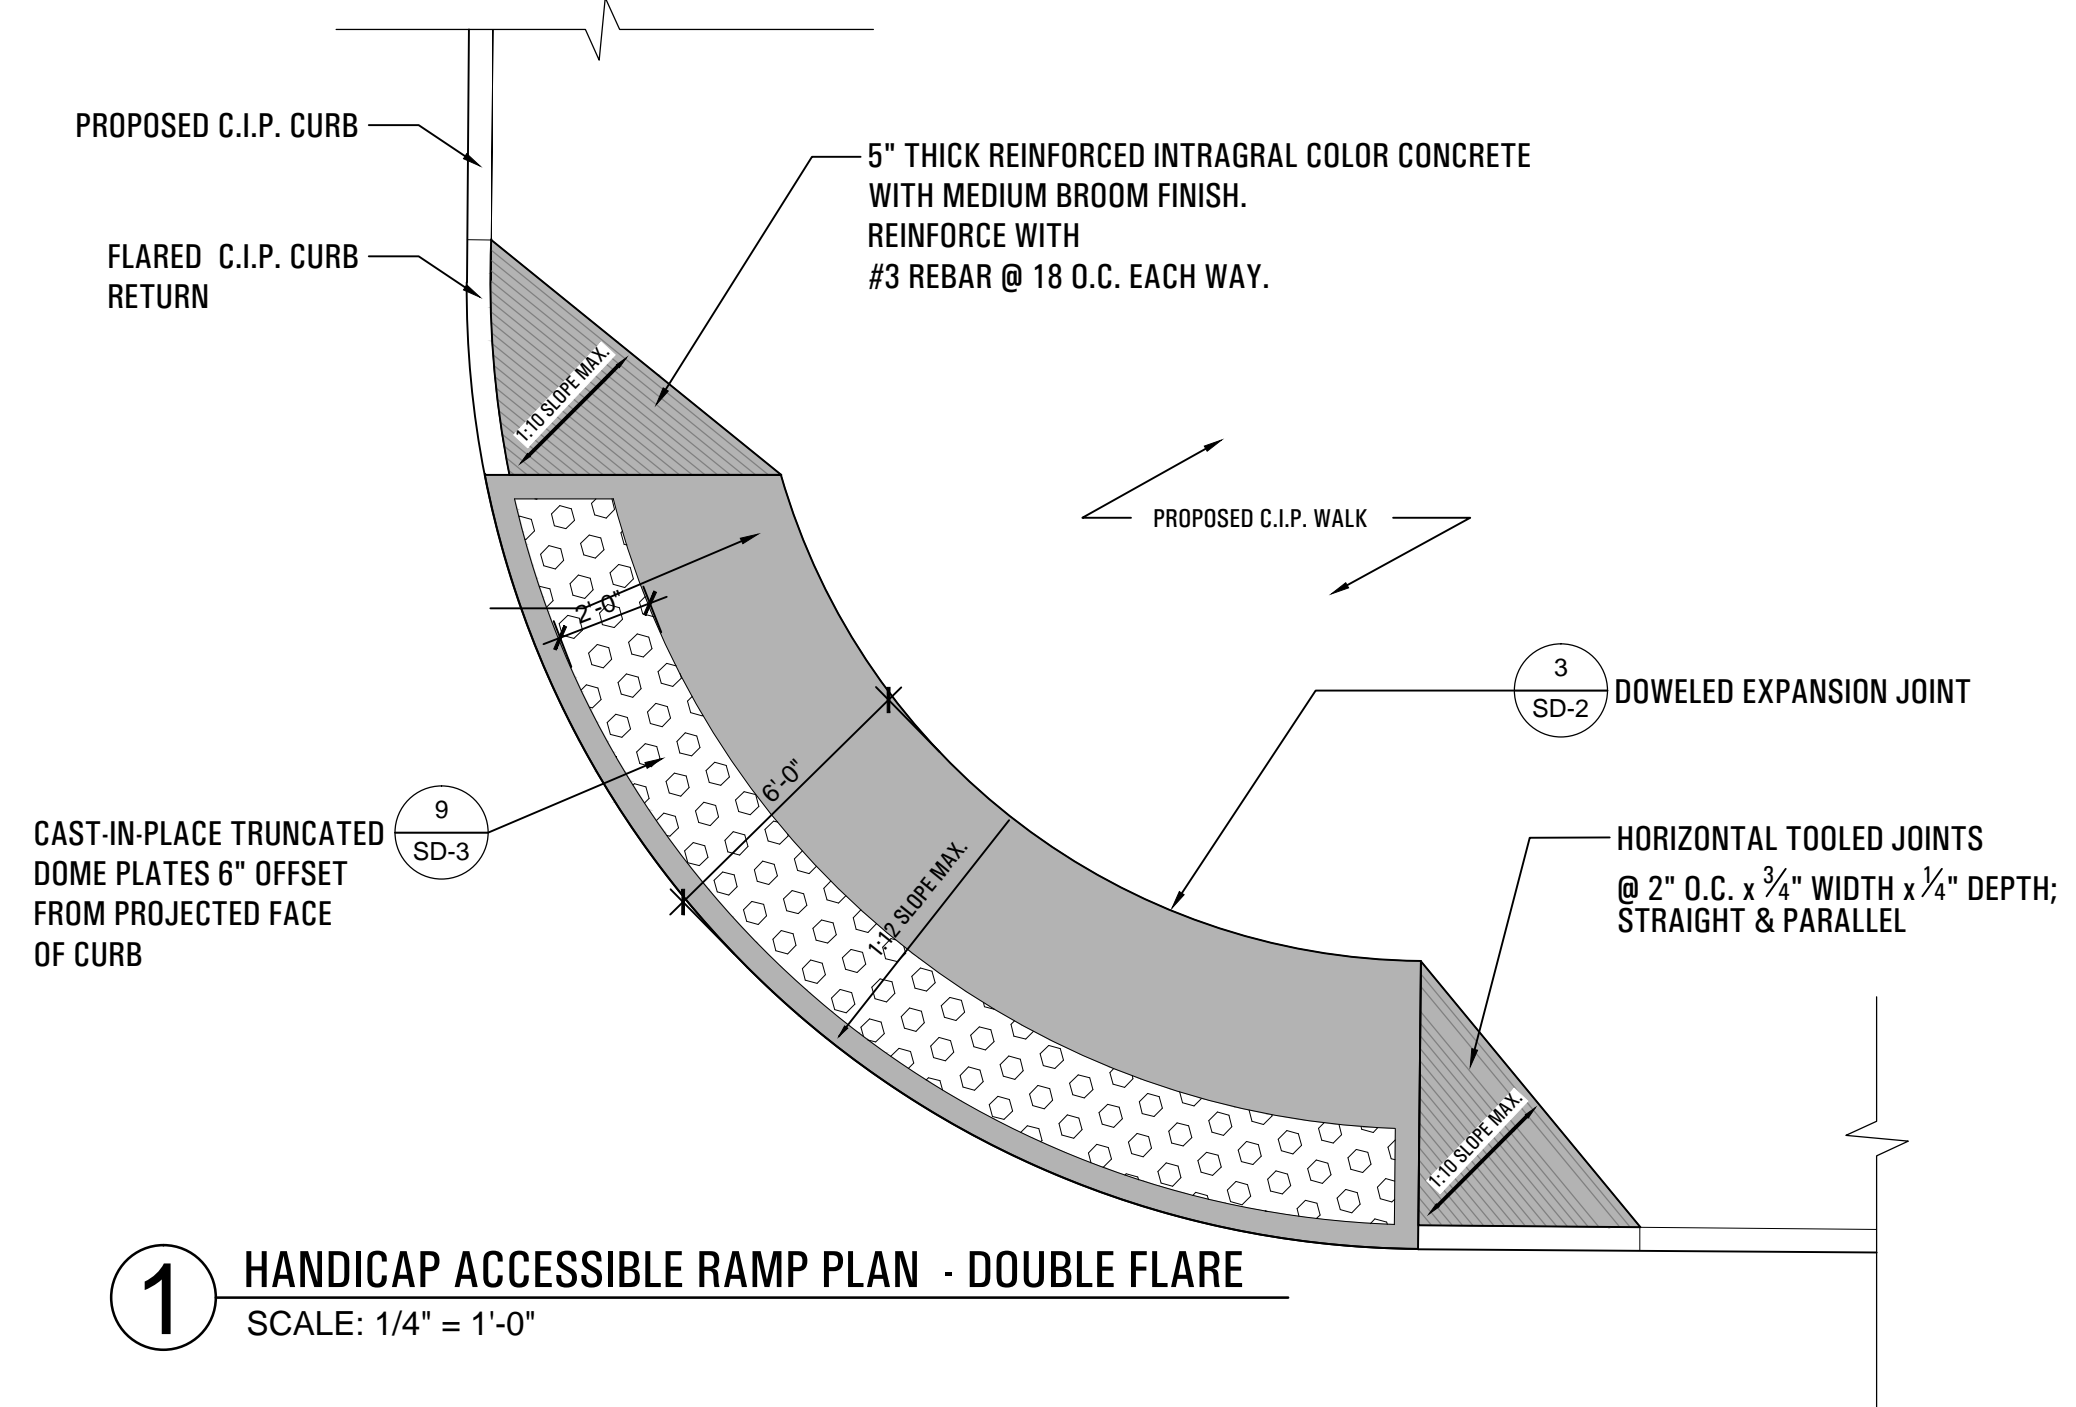 PROPOSED C.I.P. CURB
5" THICK REINFORCED INTRAGRAL COLOR CONCRETE
WITH MEDIUM BROOM FINISH.
REINFORCE WITH
#3 REBAR @ 18 O.C. EACH WAY.
FLARED C.I.P. CURB
RETURN
1:10 SLOPE MAX.
PROPOSED C.I.P. WALK
2'-0"
3
SD-2
DOWELED EXPANSION JOINT
6'-0"
9
SD-3
CAST-IN-PLACE TRUNCATED
DOME PLATES 6" OFFSET
FROM PROJECTED FACE
OF CURB
1:12 SLOPE MAX.
HORIZONTAL TOOLED JOINTS
@ 2" O.C. x 3/4" WIDTH x 1/4" DEPTH;
STRAIGHT & PARALLEL
1:10 SLOPE MAX.
1
HANDICAP ACCESSIBLE RAMP PLAN - DOUBLE FLARE
SCALE: 1/4" = 1'-0"